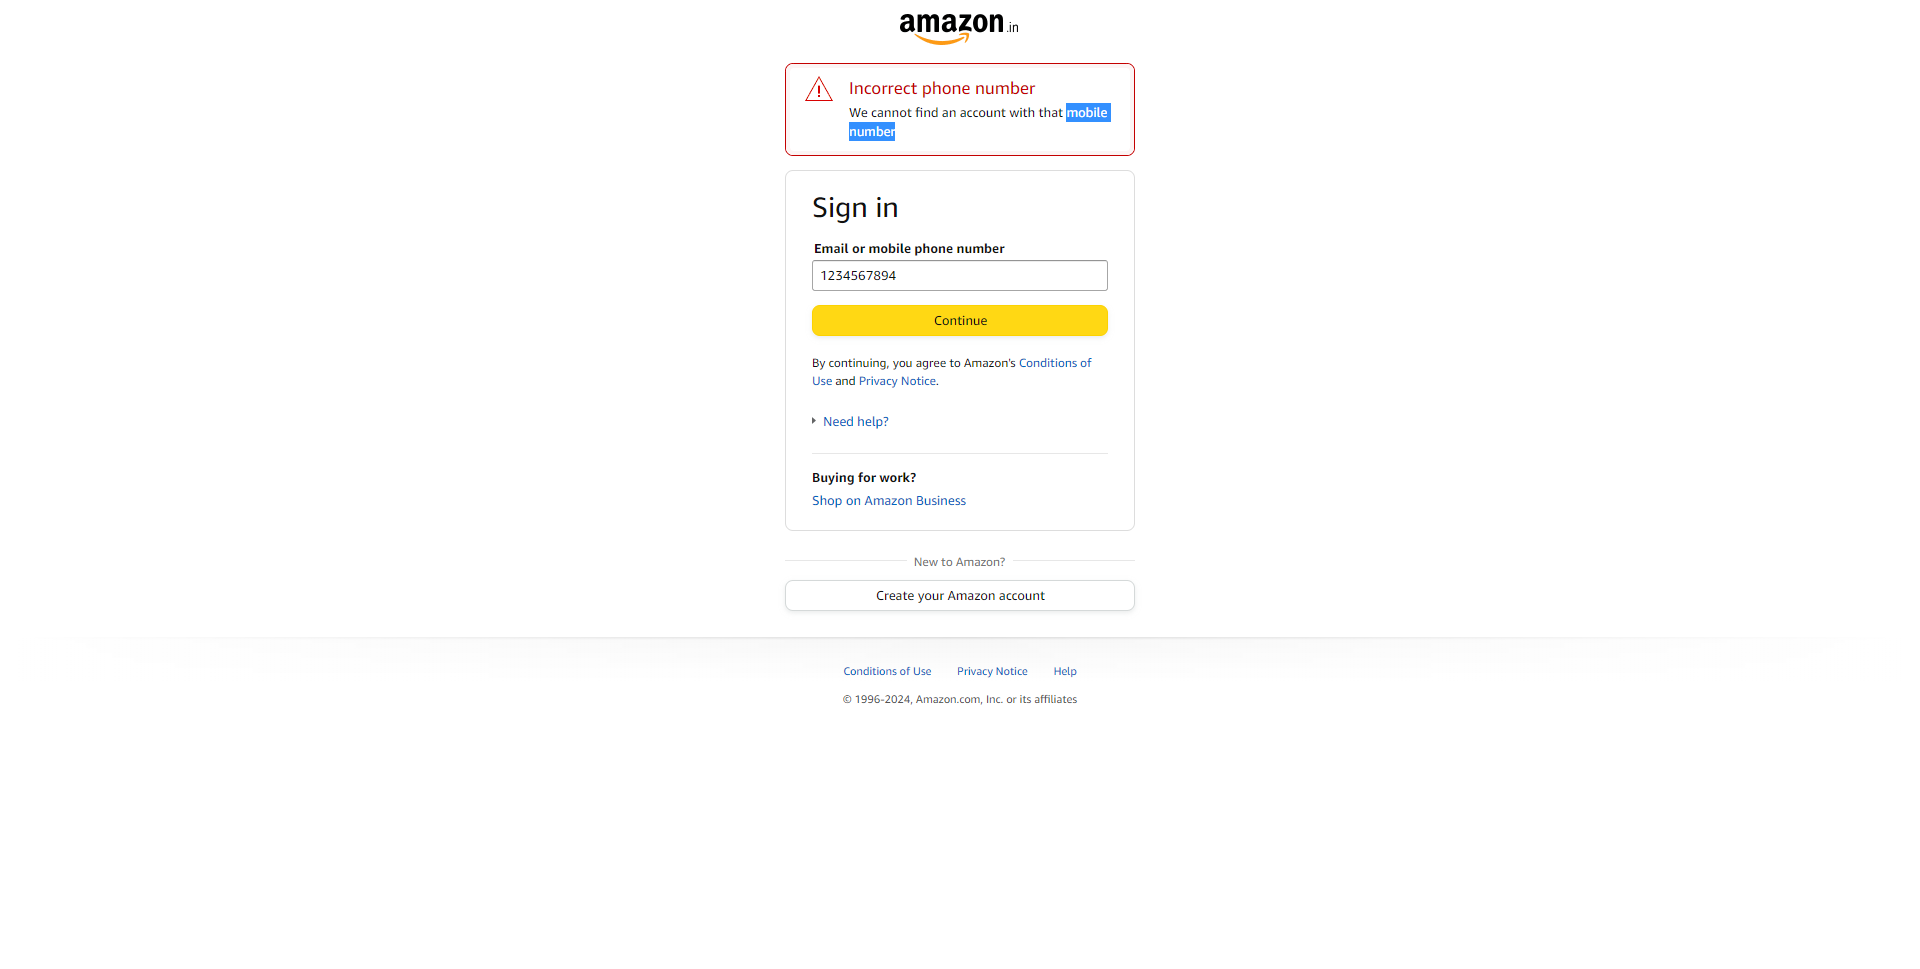 amazon.in
Incorrect phone number
We cannot find an account with that mobile
number
Sign in
Email or mobile phone number
1234567894
Continue
By continuing, you agree to Amazon's Conditions of
Use and Privacy Notice.
Need help?
Buying for work?
Shop on Amazon Business
New to Amazon?
Create your Amazon account
Conditions of Use Privacy Notice Help
© 1996-2024, Amazon.com, Inc. or its affiliates